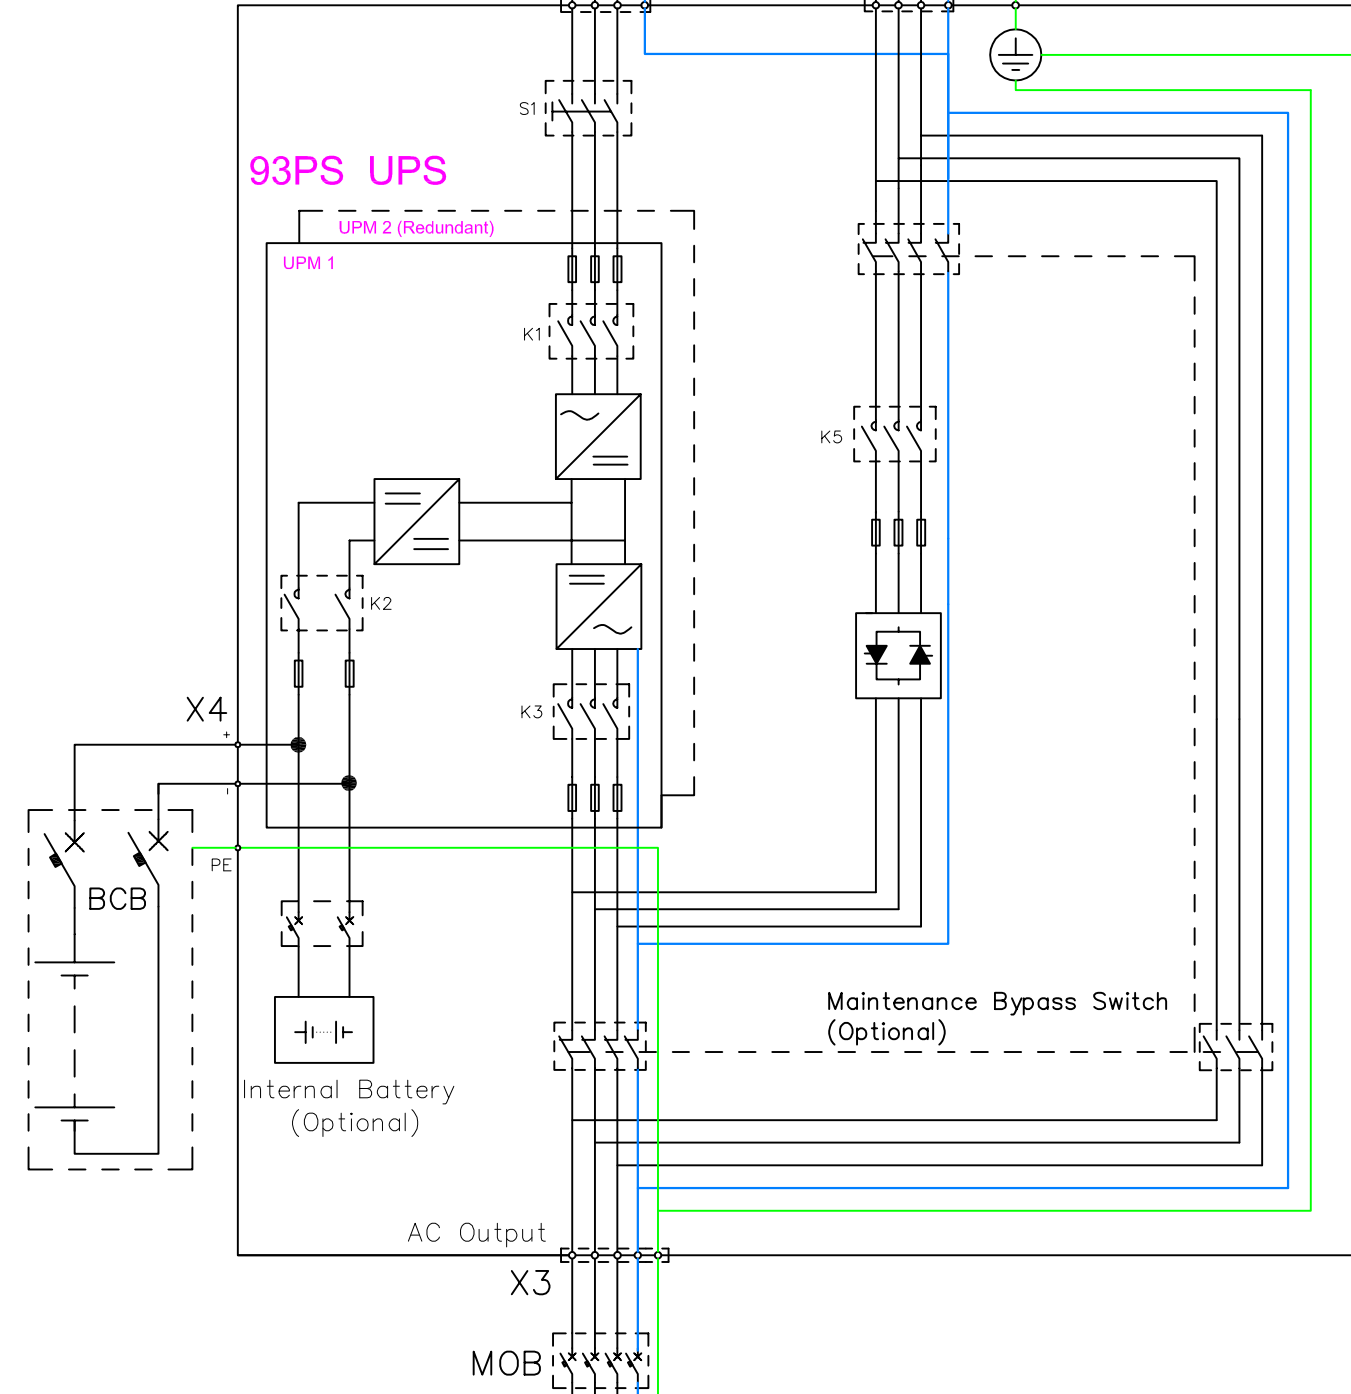 S1
93PS UPS
UPM 2 (Redundant)
UPM 1
K1
K5
K2
X4
K3
+
-
PE
BCB
Maintenance Bypass Switch
(Optional)
Internal Battery
(Optional)
AC Output
X3
MOB